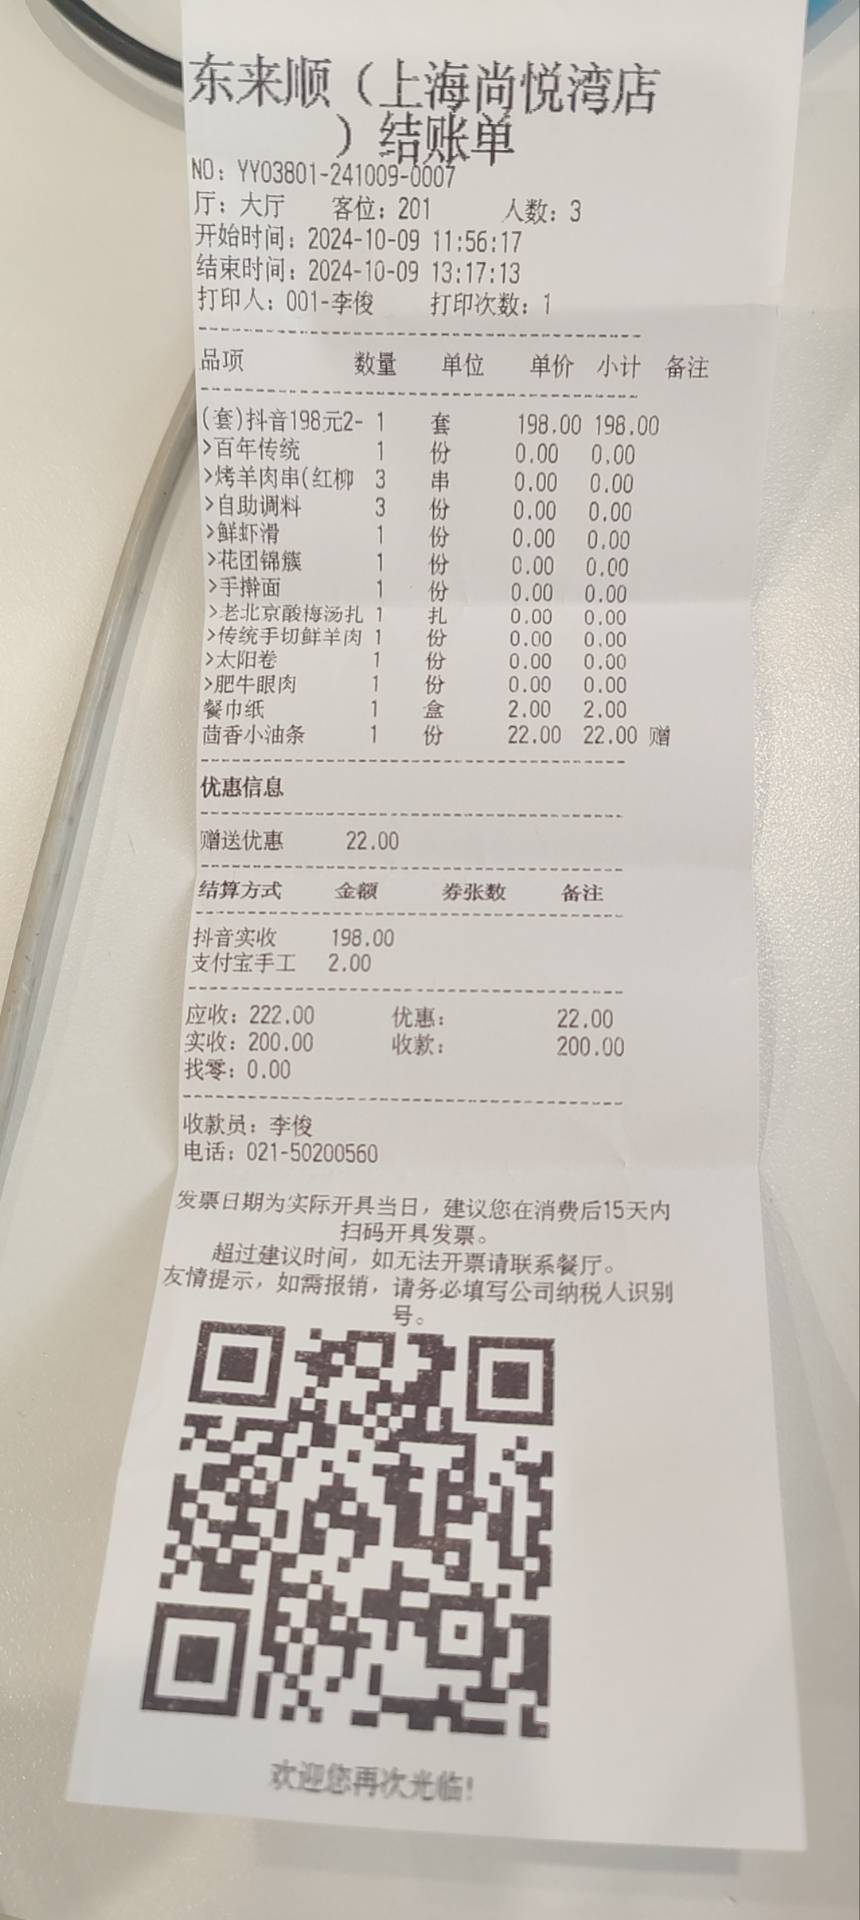 东来顺（上海尚悦湾店
）结账单
NO: YY03801-241009-0007
厅: 大厅 客位: 201 人数: 3
开始时间: 2024-10-09 11:56:17
结束时间: 2024-10-09 13:17:13
打印人: 001-李俊 打印次数: 1
品项 数量 单位 单价 小计 备注
(套)抖音198元2- 1 套 198.00 198.00
>百年传统 1 份 0.00 0.00
>烤羊肉串(红柳 3 串 0.00 0.00
>自助调料 3 份 0.00 0.00
>鲜虾滑 1 份 0.00 0.00
>花团锦簇 1 份 0.00 0.00
>手擀面 1 份 0.00 0.00
>老北京酸梅汤扎 1 扎 0.00 0.00
>传统手切鲜羊肉 1 份 0.00 0.00
>太阳卷 1 份 0.00 0.00
>肥牛眼肉 1 份 0.00 0.00
餐巾纸 1 盒 2.00 2.00
茴香小油条 1 份 22.00 22.00 赠
优惠信息
赠送优惠 22.00
结算方式 金额 券张数 备注
抖音实收 198.00
支付宝手工 2.00
应收: 222.00 优惠: 22.00
实收: 200.00 收款: 200.00
找零: 0.00
收款员: 李俊
电话: 021-50200560
发票日期为实际开具当日，建议您在消费后15天内
扫码开具发票。
超过建议时间，如无法开票请联系餐厅。
友情提示，如需报销，请务必填写公司纳税人识别
号。
欢迎您再次光临!